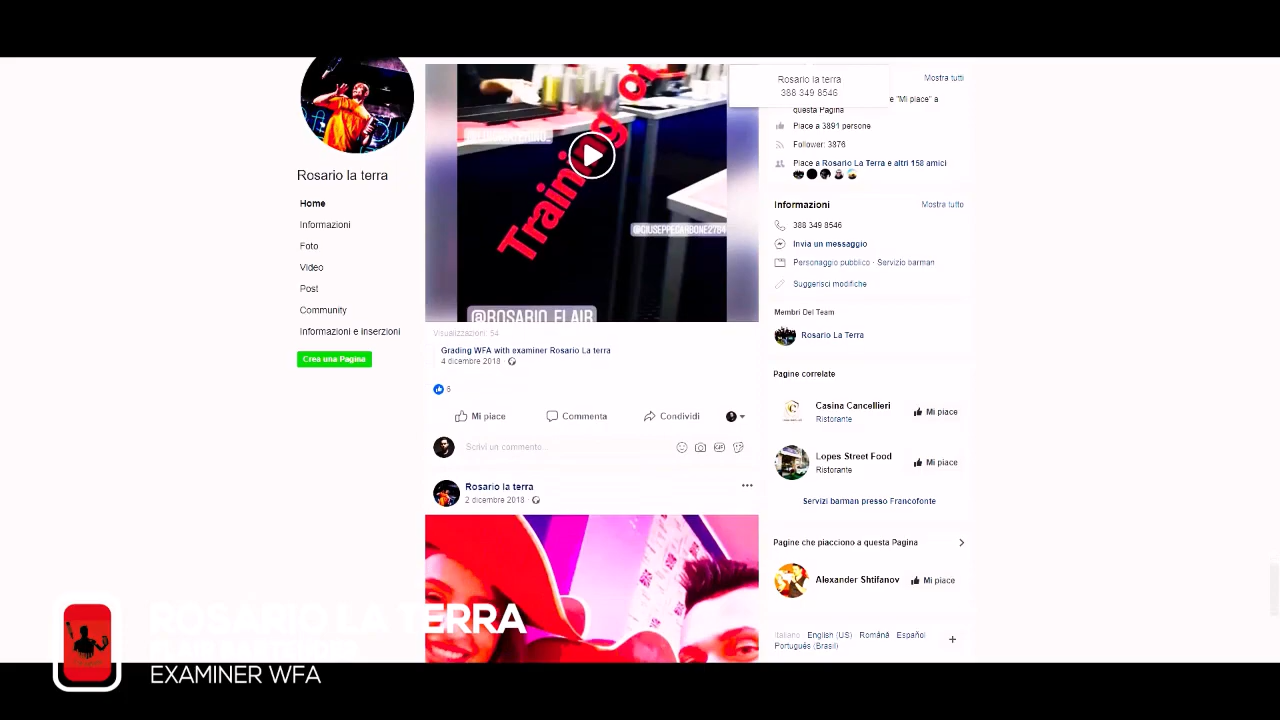 Rosario la terra
Home
Informazioni
Foto
Video
Post
Community
Informazioni e inserzioni
Crea una Pagina
Training
@GIUSEPPECARBONE2784
@ROSARIO_FLAIR
Visualizzazioni: 54
Grading WFA with examiner Rosario La terra
4 dicembre 2018
6
Mi piace
Commenta
Condividi
Scrivi un commento...
GIF
Rosario la terra
2 dicembre 2018
Rosario la terra
388 349 8546
Mostra tutti
e "Mi piace" a
questa Pagina
Piace a 3891 persone
Follower: 3876
Piace a Rosario La Terra e altri 158 amici
Informazioni
Mostra tutto
388 349 8546
Invia un messaggio
Personaggio pubblico · Servizio barman
Suggerisci modifiche
Membri Del Team
Rosario La Terra
Pagine correlate
Casina Cancellieri
Ristorante
Mi piace
Lopes Street Food
Ristorante
Mi piace
Servizi barman presso Francofonte
Pagine che piacciono a questa Pagina
Alexander Shtifanov
Mi piace
Italiano · English (US) · Română · Español ·
Português (Brasil)
ROSARIO LA TERRA
EXAMINER WFA